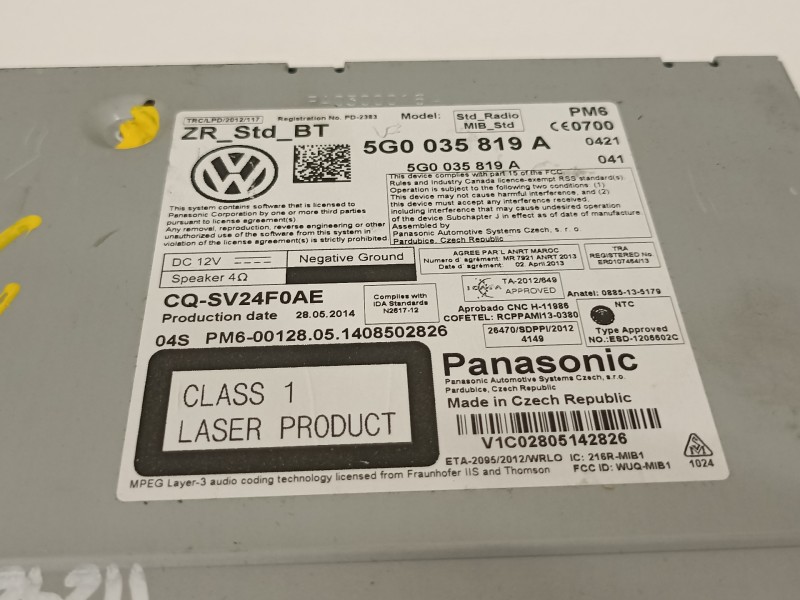 TRC/LPD/2012/117
Registration No. PD-2383
Model:
Std_Radio
MIB_Std
PM6
CE0700
ZR_Std_BT
5G0 035 819 A
0421
5G0 035 819 A
041
This system contains software that is licensed to
Panasonic Corporation by one or more third parties
pursuant to license agreement(s)
Any removal, reproduction, reverse engineering or other
unauthorized use of the software from this system in
violation of the license agreement(s) is strictly prohibited.
This device complies with part 15 of the FCC
Rules and Industry Canada licence-exempt RSS standard(s).
Operation is subject to the following two conditions: (1)
This device may not cause harmful interference, and (2)
this device must accept any interference received,
including interference that may cause undesired operation
of the device Subchapter J in effect as of date of manufacture
Assembled by
Panasonic Automotive Systems Czech, s.r.o.
Pardubice, Czech Republic
DC 12V
Negative Ground
Speaker 4Ω
AGREE PAR L ANRT MAROC
Numero d agrément: MR 7921 ANRT 2013
Date d agrément: 02. April.2013
TRA
REGISTERED No
ERD107464/13
CQ-SV24F0AE
Production date 28.05.2014
Complies with
IDA Standards
N2617-12
TA-2012/649
APPROVED
Anatel: 0885-13-5179
Aprobado CNC H-11986
COFETEL: RCPPAMI13-0380
NTC
Type Approved
NO.:ESD-1206602C
26470/SDPPI/2012
4149
04S PM6-00128.05.1408502826
Panasonic
Panasonic Automotive Systems Czech, s.r.o.
Pardubice, Czech Republic
Made in Czech Republic
CLASS 1
LASER PRODUCT
V1C02805142826
ETA-2095/2012/WRLO IC: 216R-MIB1
FCC ID: WUQ-MIB1
1024
MPEG Layer-3 audio coding technology licensed from Fraunhofer IIS and Thomson